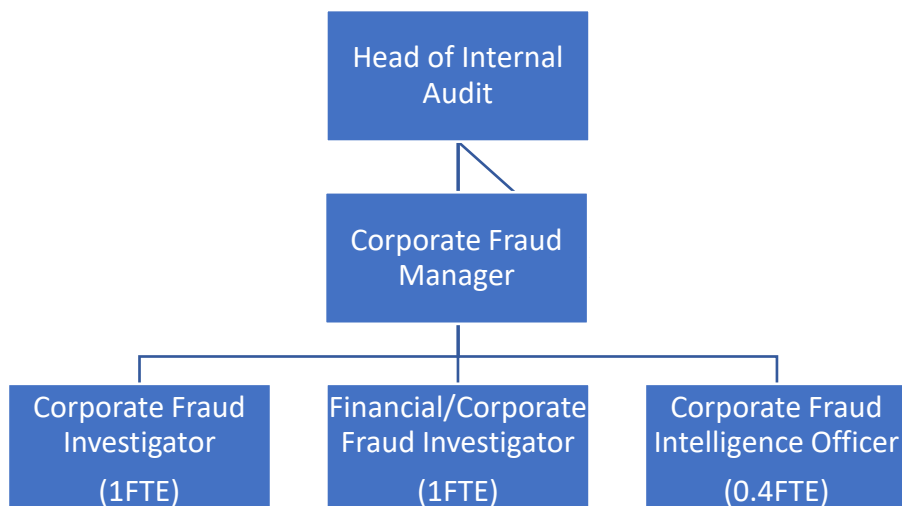 Head of Internal
Audit
Corporate Fraud
Manager
Corporate Fraud
Investigator
(1FTE)
Financial/Corporate
Fraud Investigator
(1FTE)
Corporate Fraud
Intelligence Officer
(0.4FTE)